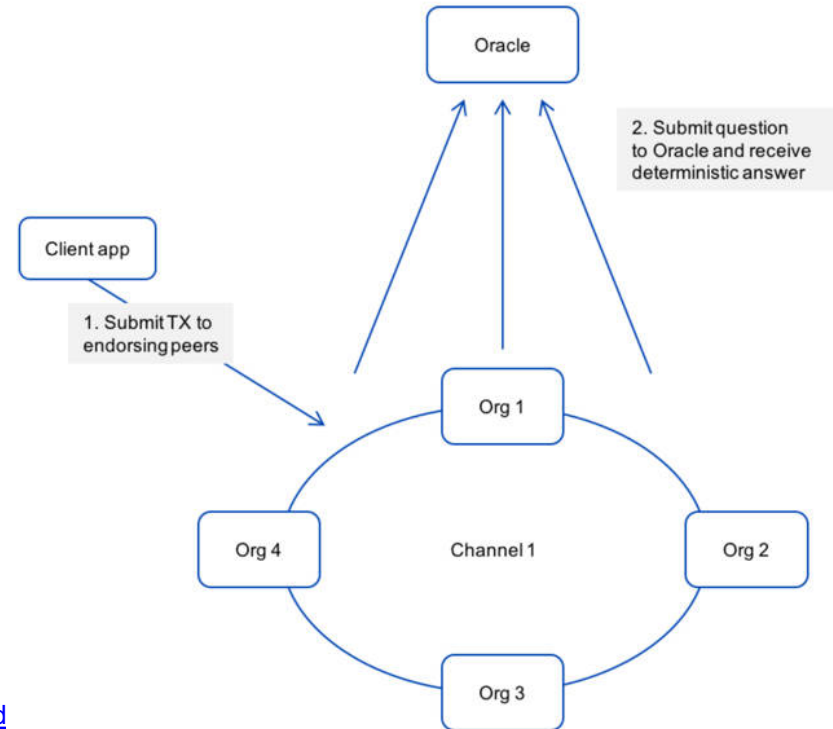 Oracle
2. Submit question
to Oracle and receive
deterministic answer
Client app
1. Submit TX to
endorsing peers
Org 1
Org 4
Channel 1
Org 2
Org 3
d